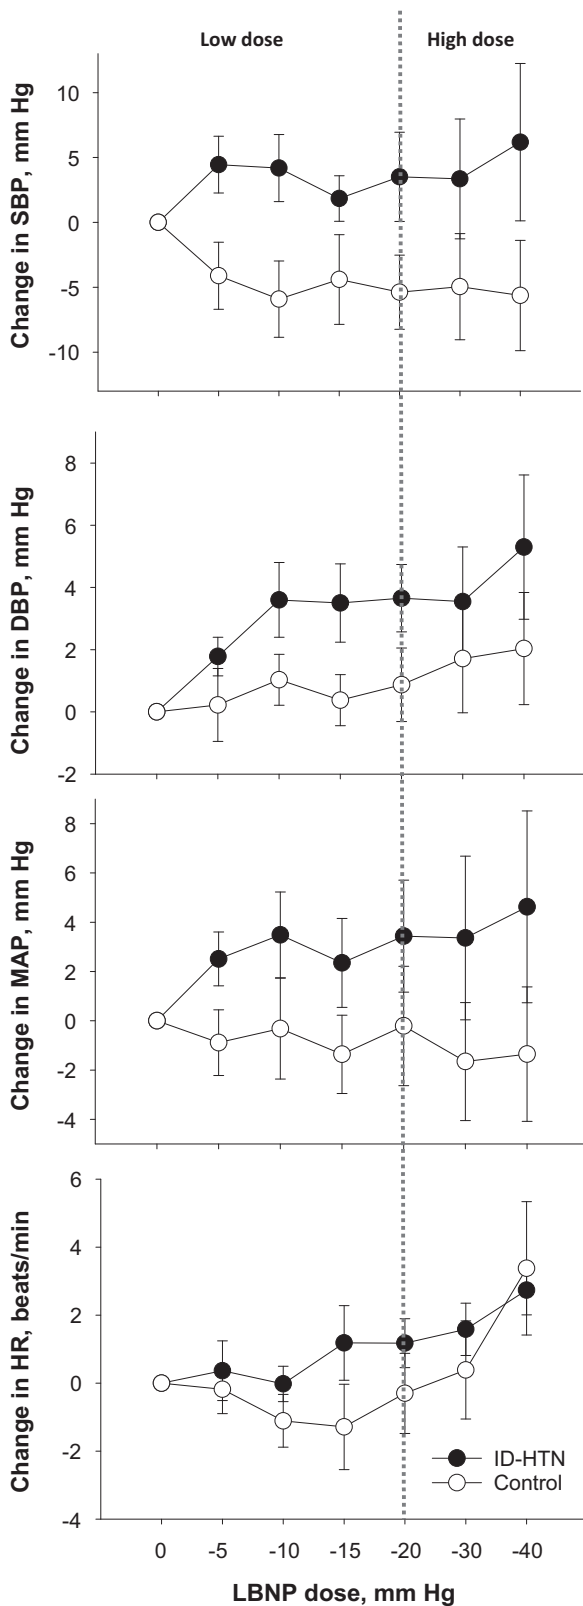 Low dose High dose
Change in SBP, mm Hg
10
5
0
-5
-10
Change in DBP, mm Hg
8
6
4
2
0
-2
Change in MAP, mm Hg
8
6
4
2
0
-2
-4
Change in HR, beats/min
6
4
2
0
-2
-4
ID-HTN
Control
0 -5 -10 -15 -20 -30 -40
LBNP dose, mm Hg